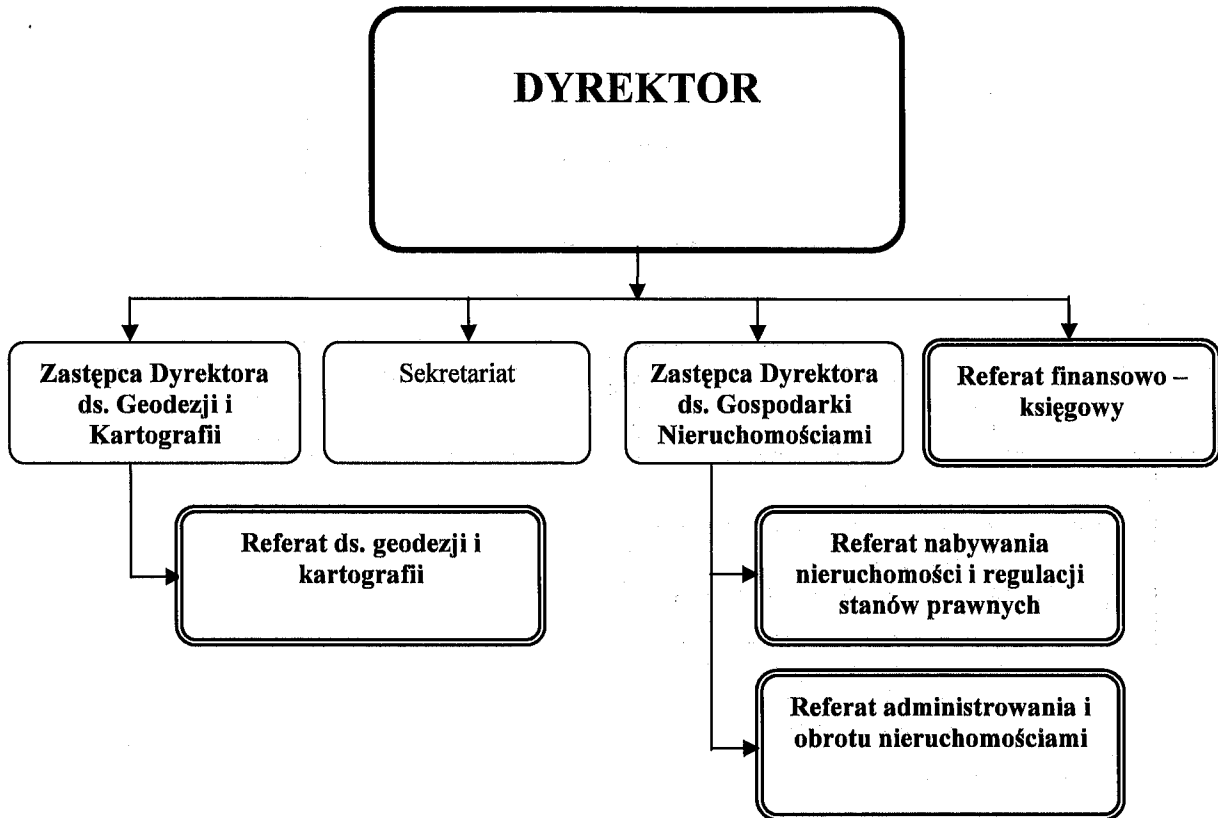 DYREKTOR
Zastępca Dyrektora
ds. Geodezji i
Kartografii
Sekretariat
Zastępca Dyrektora
ds. Gospodarki
Nieruchomościami
Referat finansowo –
księgowy
Referat ds. geodezji i
kartografii
Referat nabywania
nieruchomości i regulacji
stanów prawnych
Referat administrowania i
obrotu nieruchomościami